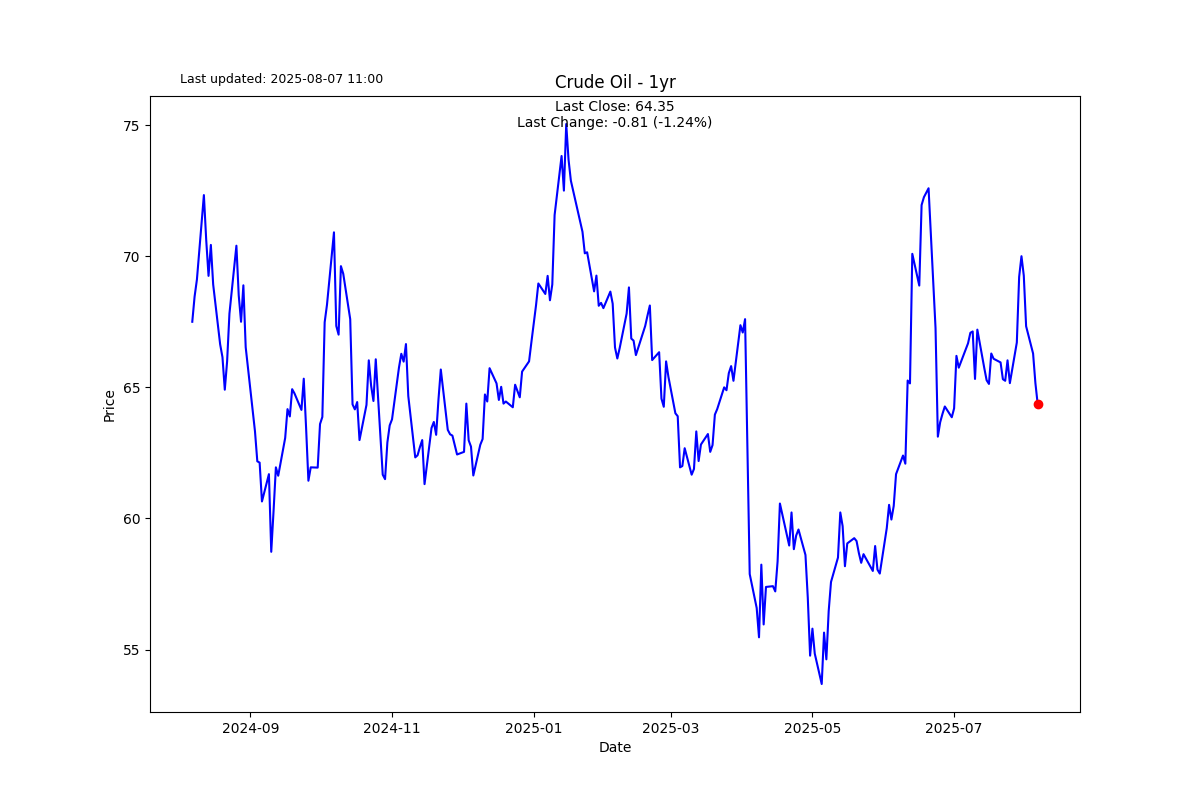 Last updated: 2025-08-07 11:00
Crude Oil - 1yr
Last Close: 64.35
Last Change: -0.81 (-1.24%)
75
70
65
60
55
Price
2024-09
2024-11
2025-01
2025-03
2025-05
2025-07
Date